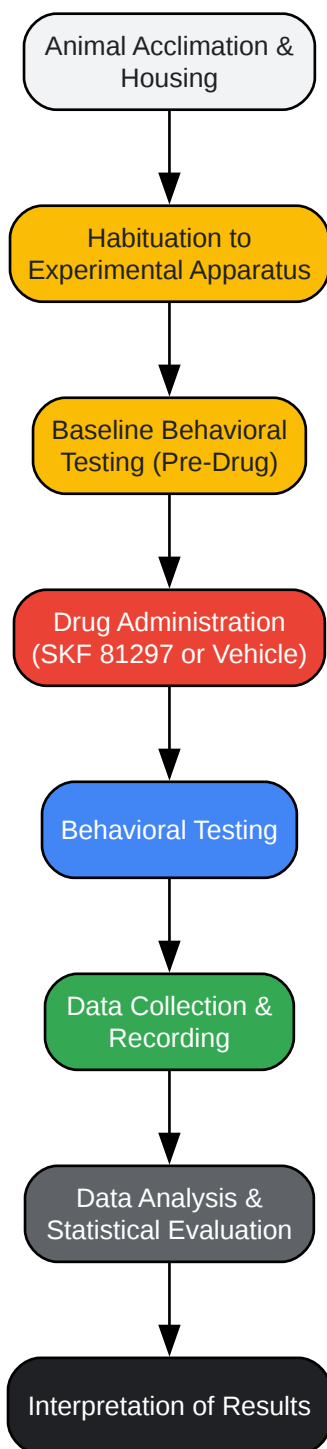 Animal Acclimation &
Housing
Habituation to
Experimental Apparatus
Baseline Behavioral
Testing (Pre-Drug)
Drug Administration
(SKF 81297 or Vehicle)
Behavioral Testing
Data Collection &
Recording
Data Analysis &
Statistical Evaluation
Interpretation of Results